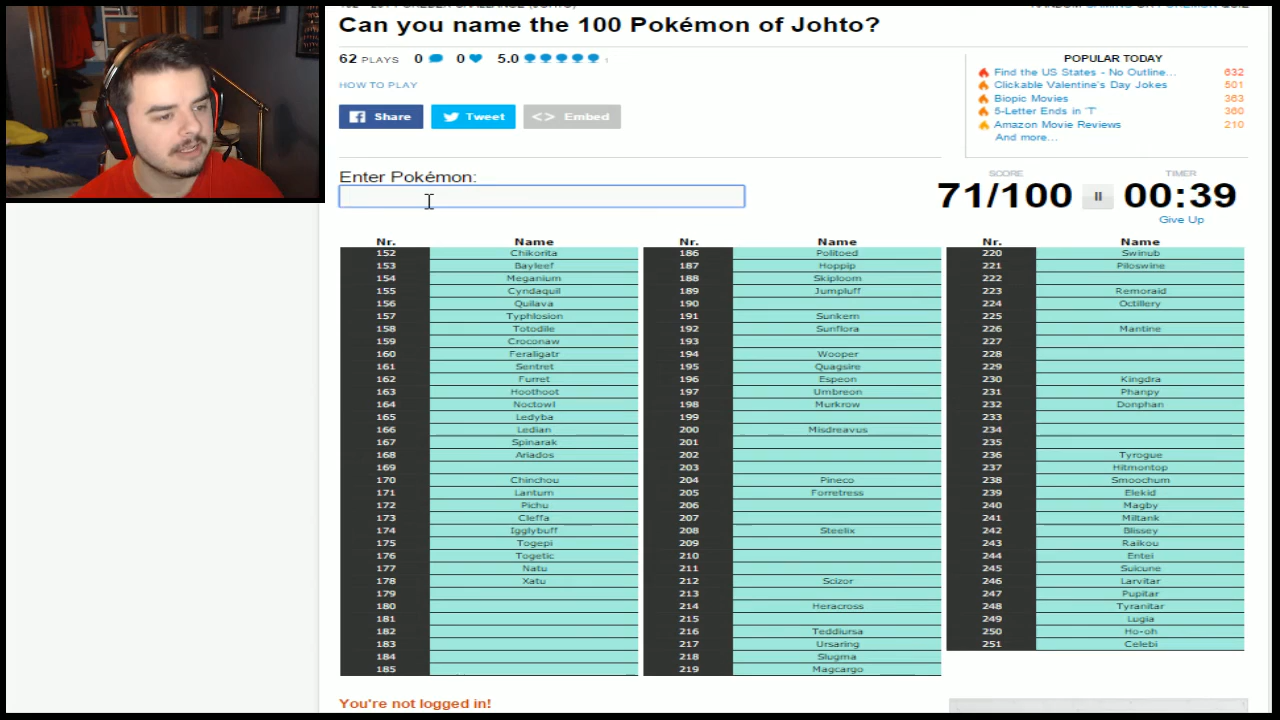 Can you name the 100 Pokémon of Johto?
62 PLAYS 0 0 5.0 1
HOW TO PLAY
Share Tweet <> Embed
POPULAR TODAY
Find the US States - No Outline... 632
Clickable Valentine's Day Jokes 501
Biopic Movies 363
5-Letter Ends in 'T' 360
Amazon Movie Reviews 210
And more...
Enter Pokémon:
SCORE TIMER
71/100 00:39
Give Up
Nr. Name
152 Chikorita
153 Bayleef
154 Meganium
155 Cyndaquil
156 Quilava
157 Typhlosion
158 Totodile
159 Croconaw
160 Feraligatr
161 Sentret
162 Furret
163 Hoothoot
164 Noctowl
165 Ledyba
166 Ledian
167 Spinarak
168 Ariados
169
170 Chinchou
171 Lanturn
172 Pichu
173 Cleffa
174 Igglybuff
175 Togepi
176 Togetic
177 Natu
178 Xatu
179
180
181
182
183
184
185
Nr. Name
186 Politoed
187 Hoppip
188 Skiploom
189 Jumpluff
190
191 Sunkern
192 Sunflora
193
194 Wooper
195 Quagsire
196 Espeon
197 Umbreon
198 Murkrow
199
200 Misdreavus
201
202
203
204 Pineco
205 Forretress
206
207
208 Steelix
209
210
211
212 Scizor
213
214 Heracross
215
216 Teddiursa
217 Ursaring
218 Slugma
219 Magcargo
Nr. Name
220 Swinub
221 Piloswine
222
223 Remoraid
224 Octillery
225
226 Mantine
227
228
229
230 Kingdra
231 Phanpy
232 Donphan
233
234
235
236 Tyrogue
237 Hitmontop
238 Smoochum
239 Elekid
240 Magby
241 Miltank
242 Blissey
243 Raikou
244 Entei
245 Suicune
246 Larvitar
247 Pupitar
248 Tyranitar
249 Lugia
250 Ho-oh
251 Celebi
You're not logged in!